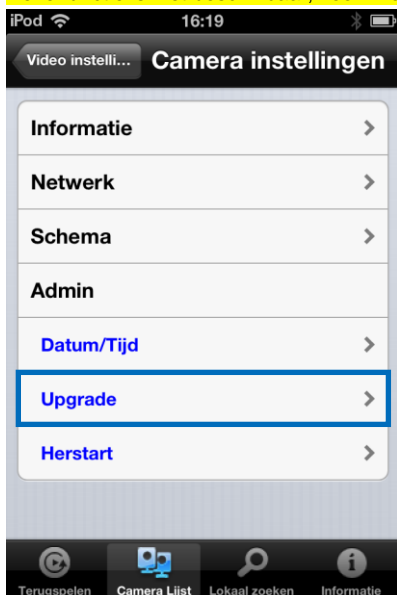 iPod 16:19
Video instelli... Camera instellingen
Informatie
Netwerk
Schema
Admin
Datum/Tijd
Upgrade
Herstart
Terugspelen Camera Liist Lokaal zoeken Informatie